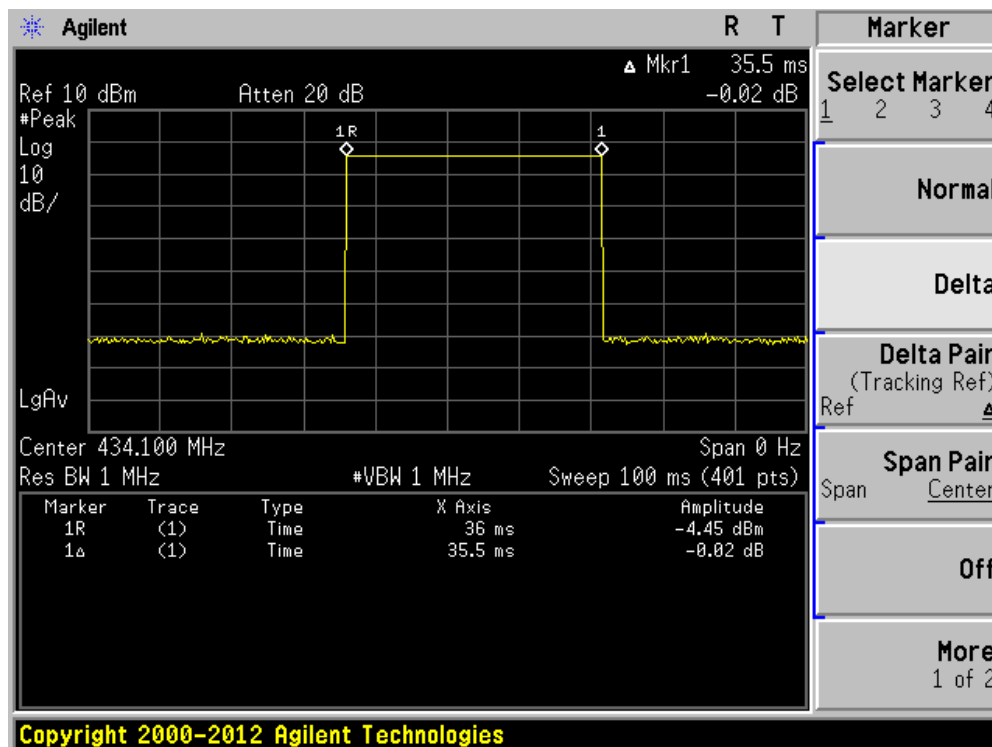 Agilent R T
Marker
△ Mkr1 35.5 ms
Ref 10 dBm Atten 20 dB -0.02 dB
#Peak
Log
10
dB/
1R
1
LgAv
Center 434.100 MHz Span 0 Hz
Res BW 1 MHz #VBW 1 MHz Sweep 100 ms (401 pts)
Marker Trace Type X Axis Amplitude
1R (1) Time 36 ms -4.45 dBm
1△ (1) Time 35.5 ms -0.02 dB
Select Marker
1 2 3 4
Normal
Delta
Delta Pair
(Tracking Ref)
Ref △
Span Pair
Span Center
Off
More
1 of 2
Copyright 2000-2012 Agilent Technologies